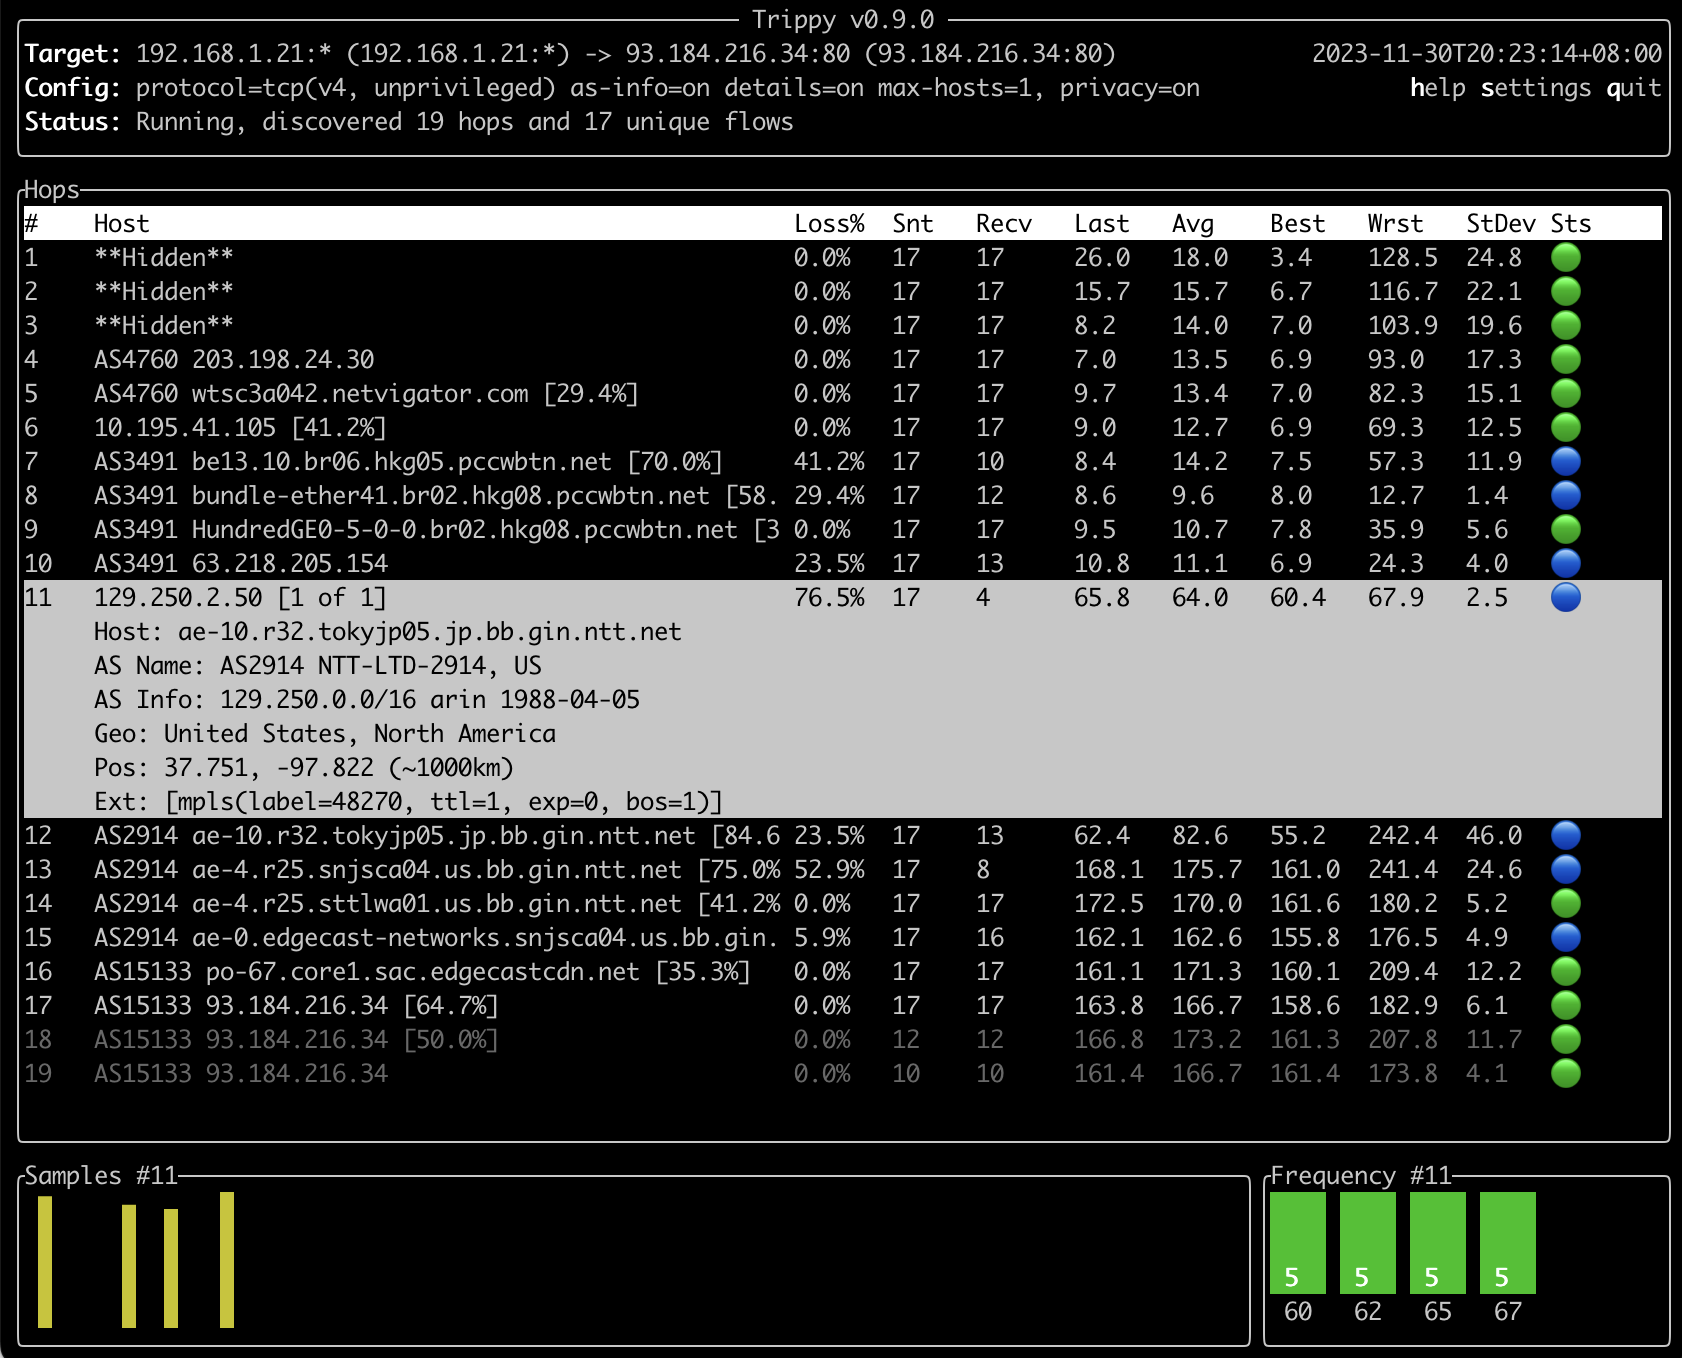 Trippy v0.9.0
Target: 192.168.1.21:* (192.168.1.21:*) -> 93.184.216.34:80 (93.184.216.34:80) 2023-11-30T20:23:14+08:00
Config: protocol=tcp(v4, unprivileged) as-info=on details=on max-hosts=1, privacy=on help settings quit
Status: Running, discovered 19 hops and 17 unique flows
Hops
# Host Loss% Snt Recv Last Avg Best Wrst StDev Sts
1 **Hidden** 0.0% 17 17 26.0 18.0 3.4 128.5 24.8
2 **Hidden** 0.0% 17 17 15.7 15.7 6.7 116.7 22.1
3 **Hidden** 0.0% 17 17 8.2 14.0 7.0 103.9 19.6
4 AS4760 203.198.24.30 0.0% 17 17 7.0 13.5 6.9 93.0 17.3
5 AS4760 wtsc3a042.netvigator.com [29.4%] 0.0% 17 17 9.7 13.4 7.0 82.3 15.1
6 10.195.41.105 [41.2%] 0.0% 17 17 9.0 12.7 6.9 69.3 12.5
7 AS3491 be13.10.br06.hkg05.pccwbtn.net [70.0%] 41.2% 17 10 8.4 14.2 7.5 57.3 11.9
8 AS3491 bundle-ether41.br02.hkg08.pccwbtn.net [58. 29.4% 17 12 8.6 9.6 8.0 12.7 1.4
9 AS3491 HundredGE0-5-0-0.br02.hkg08.pccwbtn.net [3 0.0% 17 17 9.5 10.7 7.8 35.9 5.6
10 AS3491 63.218.205.154 23.5% 17 13 10.8 11.1 6.9 24.3 4.0
11 129.250.2.50 [1 of 1] 76.5% 17 4 65.8 64.0 60.4 67.9 2.5
Host: ae-10.r32.tokyjp05.jp.bb.gin.ntt.net
AS Name: AS2914 NTT-LTD-2914, US
AS Info: 129.250.0.0/16 arin 1988-04-05
Geo: United States, North America
Pos: 37.751, -97.822 (~1000km)
Ext: [mpls(label=48270, ttl=1, exp=0, bos=1)]
12 AS2914 ae-10.r32.tokyjp05.jp.bb.gin.ntt.net [84.6 23.5% 17 13 62.4 82.6 55.2 242.4 46.0
13 AS2914 ae-4.r25.snjsca04.us.bb.gin.ntt.net [75.0% 52.9% 17 8 168.1 175.7 161.0 241.4 24.6
14 AS2914 ae-4.r25.sttlwa01.us.bb.gin.ntt.net [41.2% 0.0% 17 17 172.5 170.0 161.6 180.2 5.2
15 AS2914 ae-0.edgecast-networks.snjsca04.us.bb.gin. 5.9% 17 16 162.1 162.6 155.8 176.5 4.9
16 AS15133 po-67.core1.sac.edgecastcdn.net [35.3%] 0.0% 17 17 161.1 171.3 160.1 209.4 12.2
17 AS15133 93.184.216.34 [64.7%] 0.0% 17 17 163.8 166.7 158.6 182.9 6.1
18 AS15133 93.184.216.34 [50.0%] 0.0% 12 12 166.8 173.2 161.3 207.8 11.7
19 AS15133 93.184.216.34 0.0% 10 10 161.4 166.7 161.4 173.8 4.1
Samples #11 Frequency #11
5 5 5 5
60 62 65 67